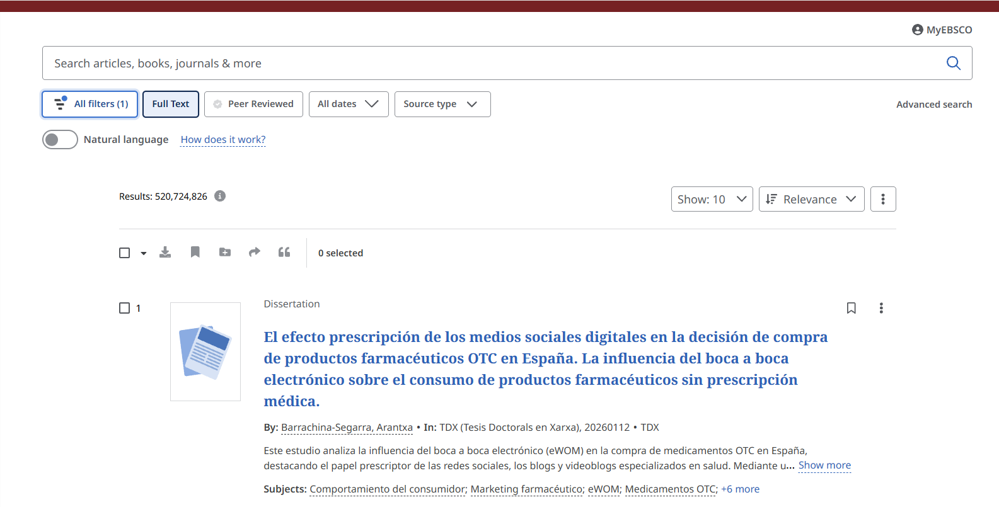 MyEBSCO
Search articles, books, journals & more
All filters (1)
Full Text
Peer Reviewed
All dates
Source type
Advanced search
Natural language
How does it work?
Results: 520,724,826
Show: 10
Relevance
0 selected
1
Dissertation
El efecto prescripción de los medios sociales digitales en la decisión de compra
de productos farmacéuticos OTC en España. La influencia del boca a boca
electrónico sobre el consumo de productos farmacéuticos sin prescripción
médica.
By: Barrachina-Segarra, Arantxa • In: TDX (Tesis Doctorals en Xarxa), 20260112 • TDX
Este estudio analiza la influencia del boca a boca electrónico (eWOM) en la compra de medicamentos OTC en España,
destacando el papel prescriptor de las redes sociales, los blogs y videoblogs especializados en salud. Mediante u... Show more
Subjects: Comportamiento del consumidor; Marketing farmacéutico; eWOM; Medicamentos OTC; +6 more